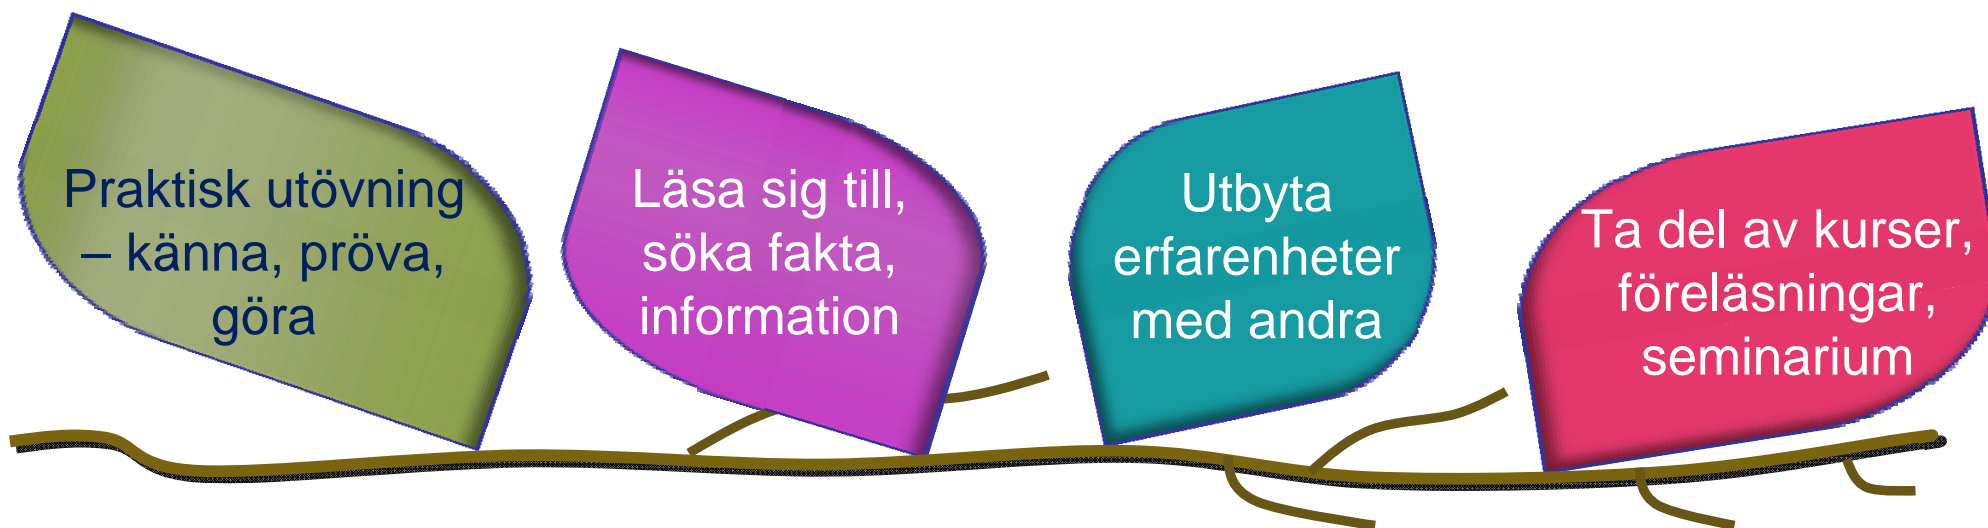 Praktisk utövning
– känna, pröva,
göra
Läsa sig till,
söka fakta,
information
Utbyta
erfarenheter
med andra
Ta del av kurser,
föreläsningar,
seminarium